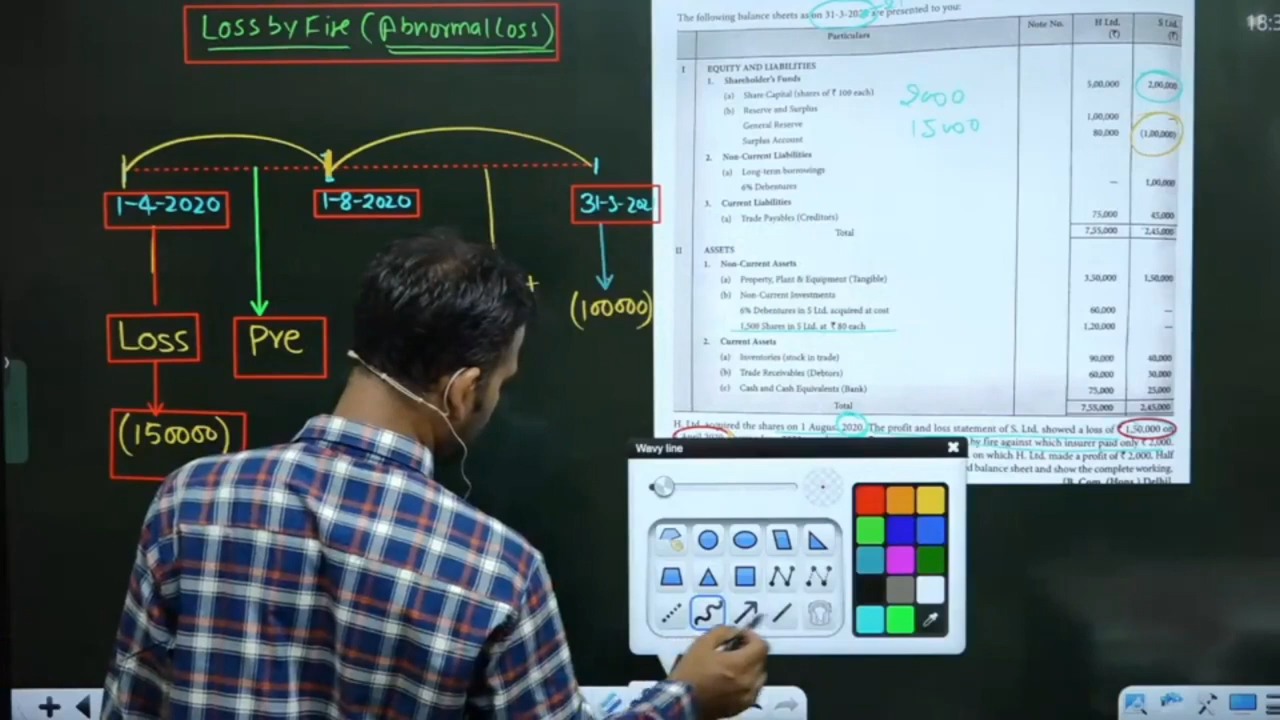 Loss by Fire (Abnormal Loss)
1-4-2020
1-8-2020
31-3-202
Loss
Pre
(150000)
+
(100000)
18:3
The following balance sheets as on 31-3-202 are presented to you:
Particulars Note No. H Ltd. (₹) S Ltd. (₹)
I EQUITY AND LIABILITIES
1. Shareholder's Funds
(a) Share Capital (shares of ₹ 100 each) 5,00,000 2,00,000
9000
(b) Reserve and Surplus
General Reserve 1,00,000 —
15000
Surplus Account 80,000 (1,00,000)
2. Non-Current Liabilities
(a) Long-term borrowings
6% Debentures — 1,00,000
3. Current Liabilities
(a) Trade Payables (Creditors) 75,000 45,000
Total 7,55,000 2,45,000
II ASSETS
1. Non-Current Assets
(a) Property, Plant & Equipment (Tangible) 3,50,000 1,50,000
(b) Non-Current Investments
6% Debentures in S Ltd. acquired at cost 60,000 —
1,500 Shares in S Ltd. at ₹ 80 each 1,20,000 —
2. Current Assets
(a) Inventories (stock in trade) 90,000 40,000
(b) Trade Receivables (Debtors) 60,000 30,000
(c) Cash and Cash Equivalents (Bank) 75,000 25,000
Total 7,55,000 2,45,000
H. Ltd. acquired the shares on 1 August, 2020. The profit and loss statement of S. Ltd. showed a loss of ₹ 1,50,000 on
April 2020 by fire against which insurer paid only ₹ 2,000.
on which H. Ltd. made a profit of ₹ 2,000. Half
balance sheet and show the complete working.
[B. Com. (Hons.) Delhi]
Wavy line